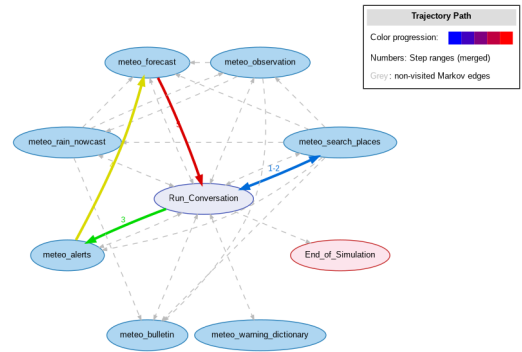 Trajectory Path
Color progression:
Numbers: Step ranges (merged)
Grey: non-visited Markov edges
meteo_forecast
meteo_observation
meteo_rain_nowcast
meteo_search_places
1-2
Run_Conversation
3
meteo_alerts
End_of_Simulation
meteo_bulletin
meteo_warning_dictionary